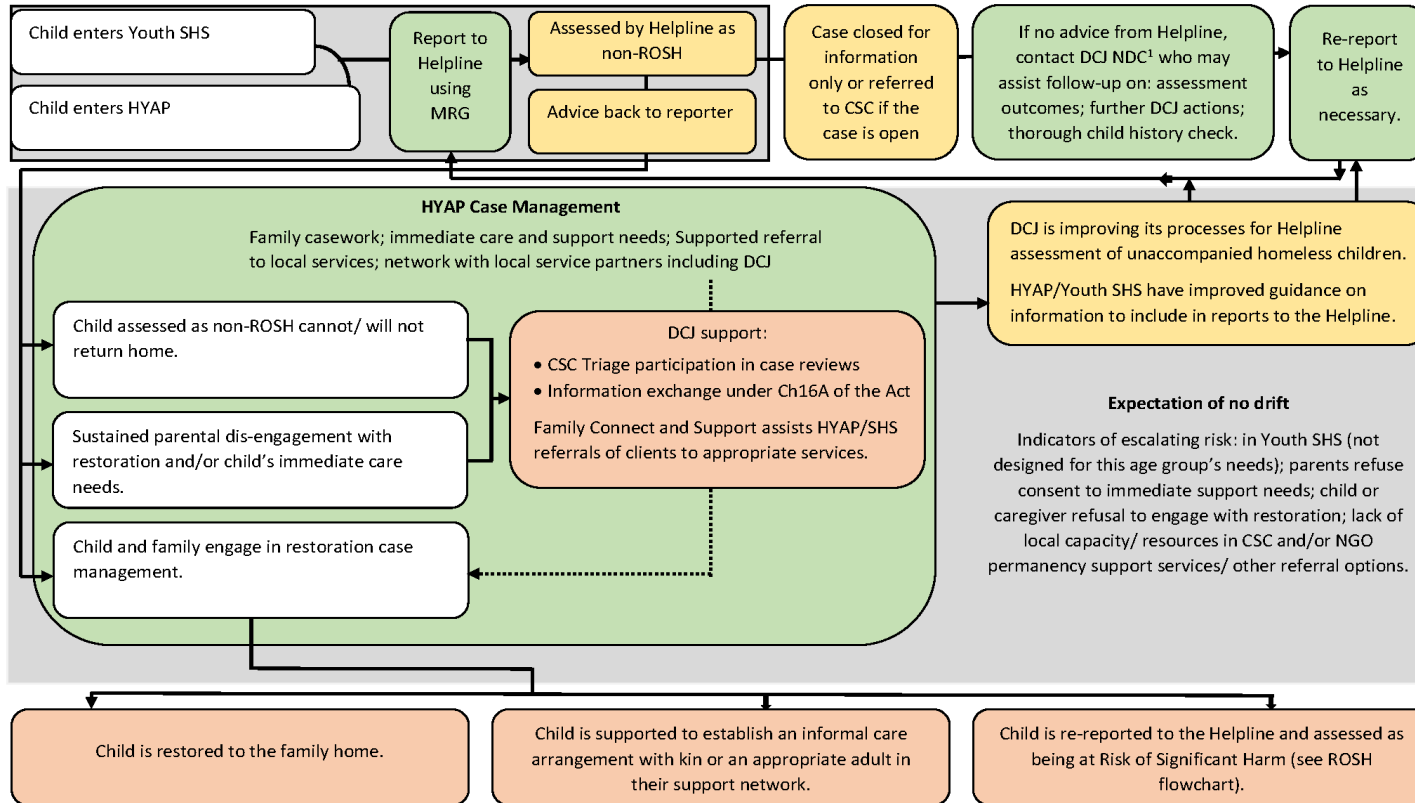 Child enters Youth SHS
Child enters HYAP
Report to
Helpline
using
MRG
Assessed by Helpline as
non-ROSH
Advice back to reporter
Case closed for
information
only or referred
to CSC if the
case is open
If no advice from Helpline,
contact DCJ NDC¹ who may
assist follow-up on: assessment
outcomes; further DCJ actions;
thorough child history check.
Re-report
to Helpline
as
necessary.
HYAP Case Management
Family casework; immediate care and support needs; Supported referral
to local services; network with local service partners including DCJ
Child assessed as non-ROSH cannot/ will not
return home.
Sustained parental dis-engagement with
restoration and/or child's immediate care
needs.
Child and family engage in restoration case
management.
DCJ support:
• CSC Triage participation in case reviews
• Information exchange under Ch16A of the Act
Family Connect and Support assists HYAP/SHS
referrals of clients to appropriate services.
DCJ is improving its processes for Helpline
assessment of unaccompanied homeless children.
HYAP/Youth SHS have improved guidance on
information to include in reports to the Helpline.
Expectation of no drift
Indicators of escalating risk: in Youth SHS (not
designed for this age group's needs); parents refuse
consent to immediate support needs; child or
caregiver refusal to engage with restoration; lack of
local capacity/ resources in CSC and/or NGO
permanency support services/ other referral options.
Child is restored to the family home.
Child is supported to establish an informal care
arrangement with kin or an appropriate adult in
their support network.
Child is re-reported to the Helpline and assessed as
being at Risk of Significant Harm (see ROSH
flowchart).